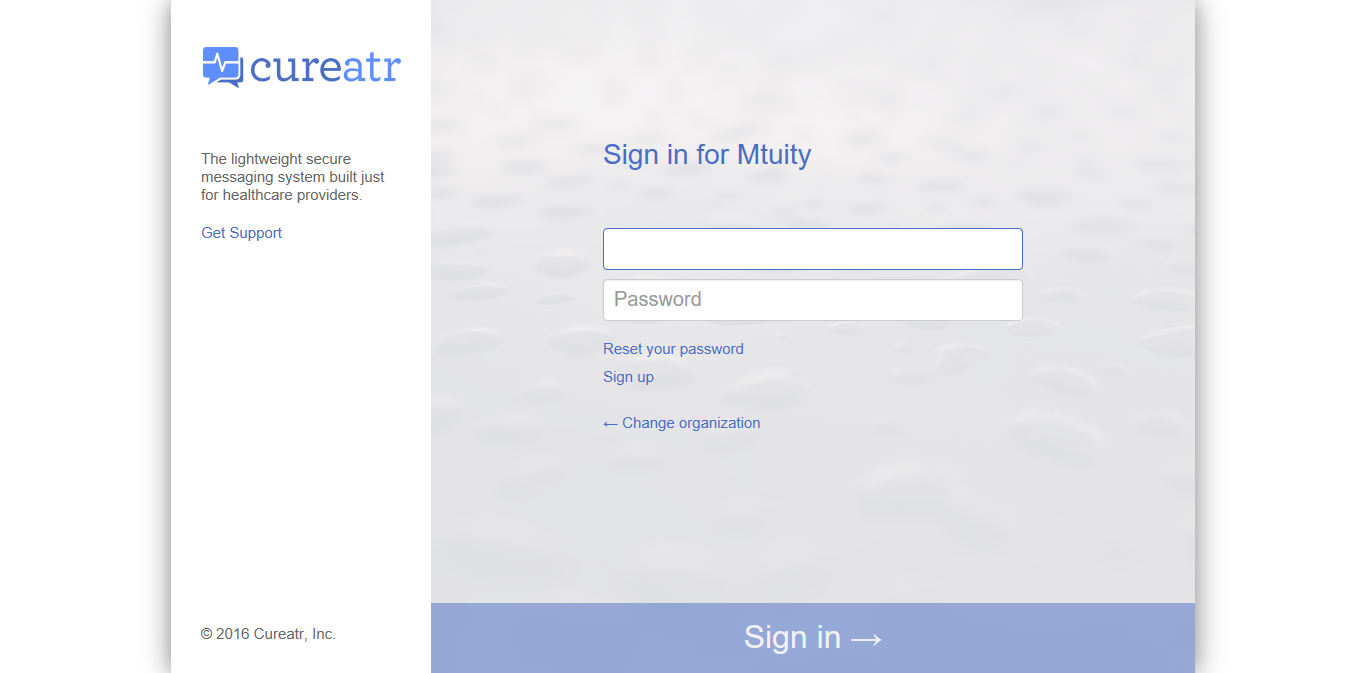 cureatr
The lightweight secure
messaging system built just
for healthcare providers.
Get Support
© 2016 Cureatr, Inc.
Sign in for Mtuity
Password
Reset your password
Sign up
← Change organization
Sign in →